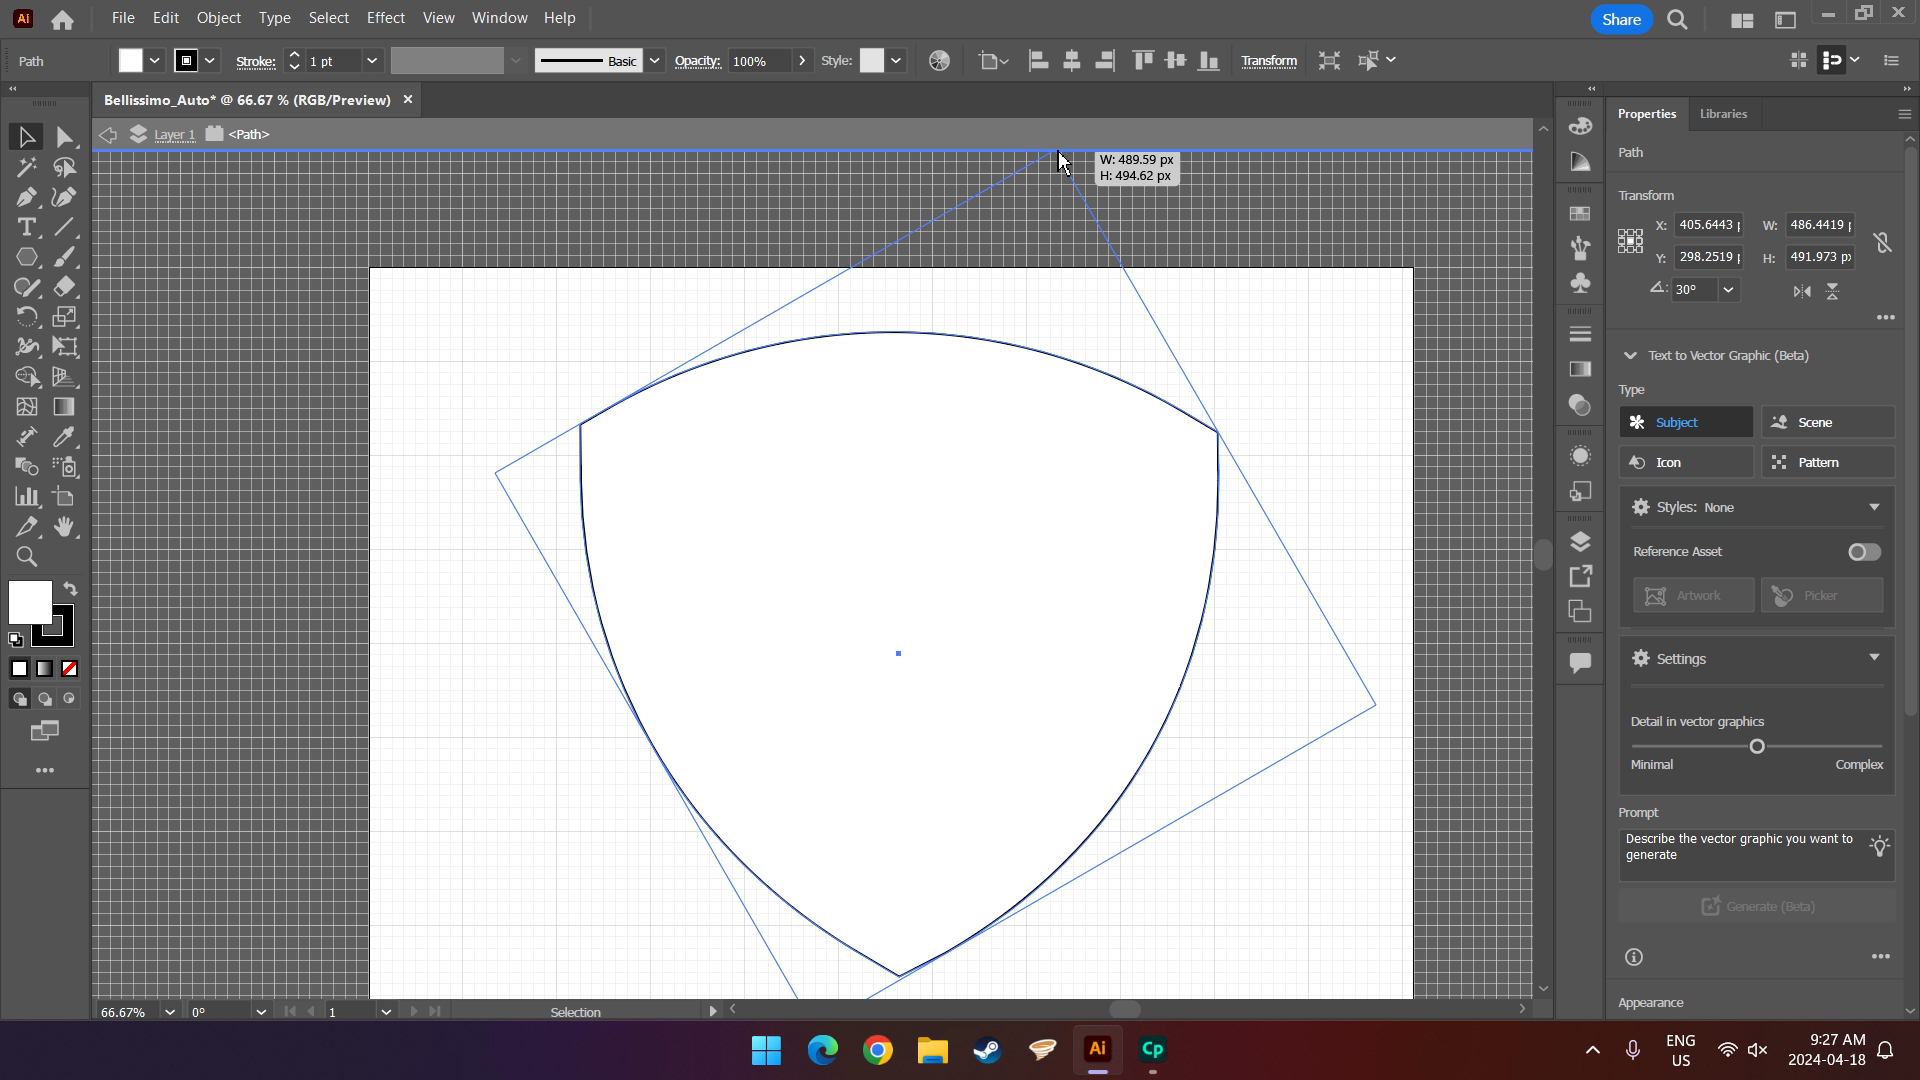 Ai File Edit Object Type Select Effect View Window Help Share
Path Stroke: 1 pt Basic Opacity: 100% Style: Transform
Bellissimo_Auto* @ 66.67 % (RGB/Preview) ×
Layer 1 <Path>
W: 489.59 px
H: 494.62 px
Properties Libraries
Path
Transform
X: 405.6443 W: 486.4419
Y: 298.2519 H: 491.973 px
30°
Text to Vector Graphic (Beta)
Type
Subject Scene
Icon Pattern
Styles: None
Reference Asset
Artwork Picker
Settings
Detail in vector graphics
Minimal Complex
Prompt
Describe the vector graphic you want to
generate
Generate (Beta)
Appearance
66.67% 0° 1 Selection
Ai Cp
ENG
US
9:27 AM
2024-04-18